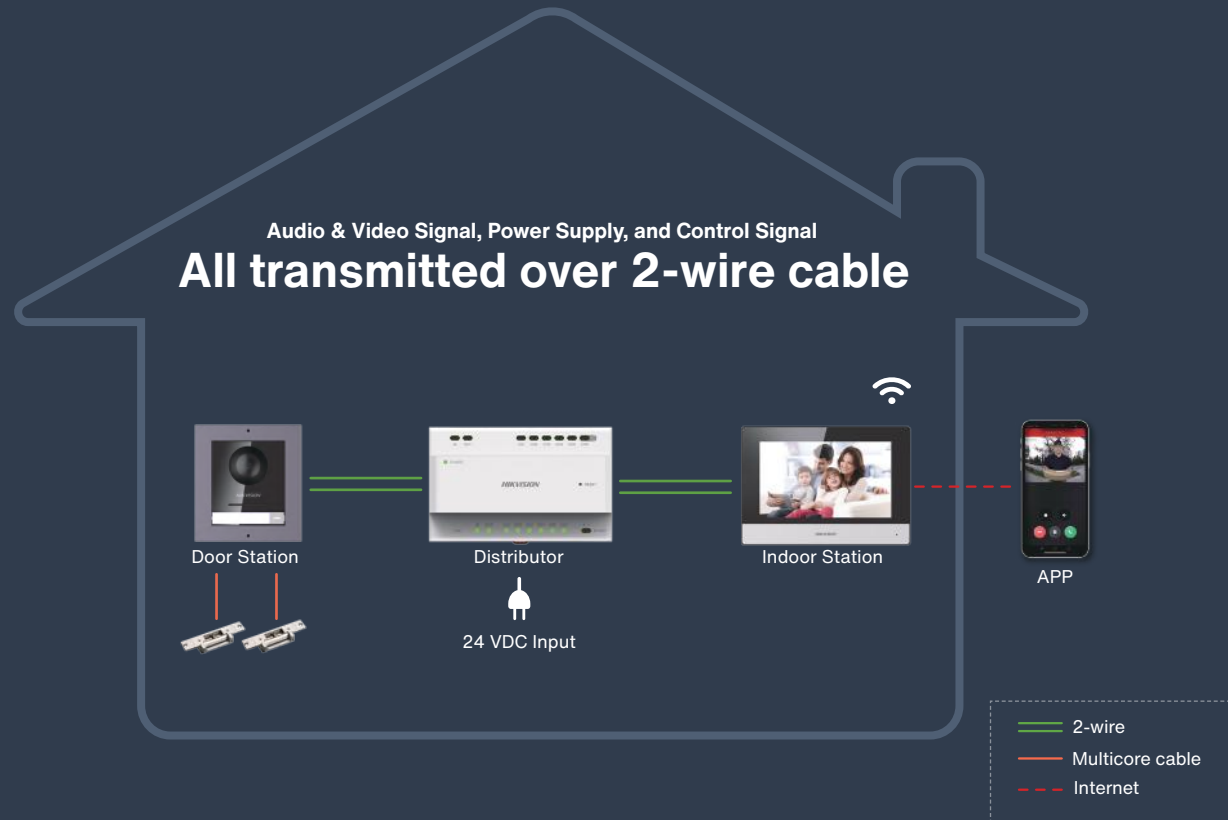 Audio & Video Signal, Power Supply, and Control Signal
All transmitted over 2-wire cable
HIKVISION
Door Station
Distributor
Indoor Station
APP
24 VDC Input
2-wire
Multicore cable
Internet